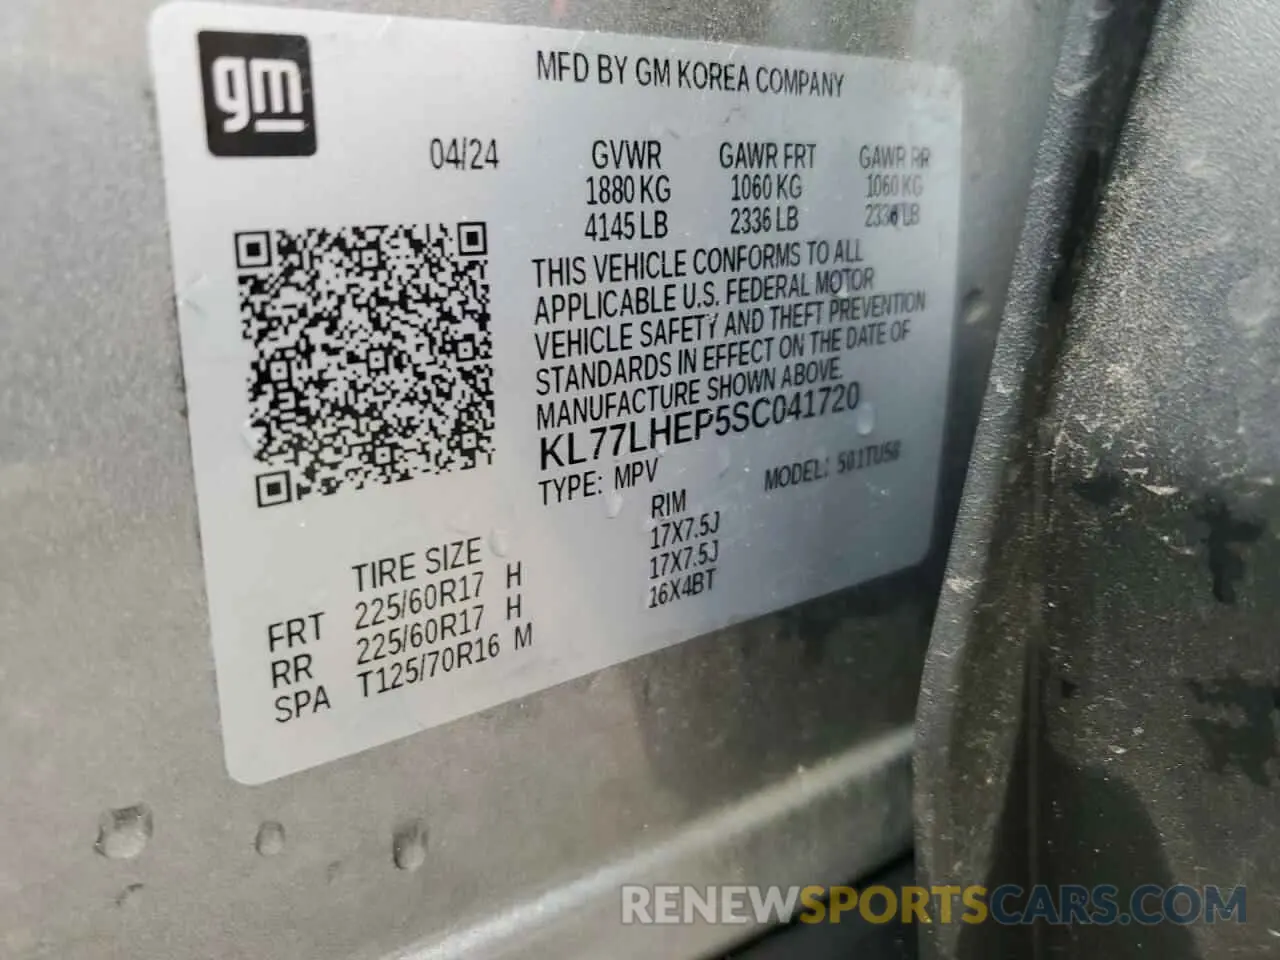 gm
MFD BY GM KOREA COMPANY
04/24 GVWR GAWR FRT GAWR RR
1880 KG 1060 KG 1060 KG
4145 LB 2336 LB 2336 LB
THIS VEHICLE CONFORMS TO ALL
APPLICABLE U.S. FEDERAL MOTOR
VEHICLE SAFETY AND THEFT PREVENTION
STANDARDS IN EFFECT ON THE DATE OF
MANUFACTURE SHOWN ABOVE.
KL77LHEP5SC041720
TYPE: MPV MODEL:
TIRE SIZE RIM
FRT 225/60R17 H 17X7.5J
RR 225/60R17 H 17X7.5J
SPA T125/70R16 M 16X4BT
RENEWSPORTSCARS.COM